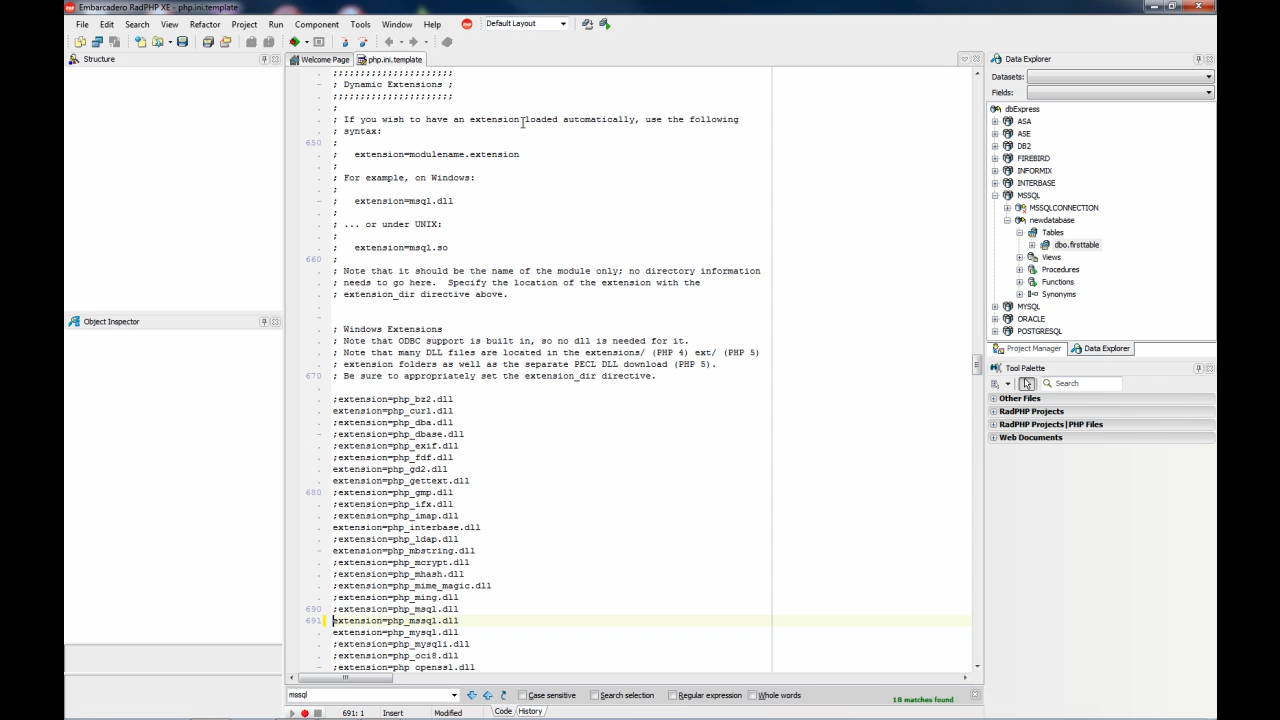 Embarcadero RadPHP XE - php.ini.template
File Edit Search View Refactor Project Run Component Tools Window Help
Default Layout
Structure
Welcome Page php.ini.template
Data Explorer
Datasets:
Fields:
dbExpress
ASA
ASE
DB2
FIREBIRD
INFORMIX
INTERBASE
MSSQL
MSSQLCONNECTION
newdatabase
Tables
dbo.firsttable
Views
Procedures
Functions
Synonyms
MYSQL
ORACLE
POSTGRESQL
Project Manager Data Explorer
Tool Palette
Search
Other Files
RadPHP Projects
RadPHP Projects|PHP Files
Web Documents
Object Inspector
;;;;;;;;;;;;;;;;;;;;;;
; Dynamic Extensions ;
;;;;;;;;;;;;;;;;;;;;;;
;
; If you wish to have an extension loaded automatically, use the following
; syntax:
650 ;
; extension=modulename.extension
;
; For example, on Windows:
;
; extension=msql.dll
;
; ... or under UNIX:
;
; extension=msql.so
660 ;
; Note that it should be the name of the module only; no directory information
; needs to go here. Specify the location of the extension with the
; extension_dir directive above.
; Windows Extensions
; Note that ODBC support is built in, so no dll is needed for it.
; Note that many DLL files are located in the extensions/ (PHP 4) ext/ (PHP 5)
; extension folders as well as the separate PECL DLL download (PHP 5).
670 ; Be sure to appropriately set the extension_dir directive.
;extension=php_bz2.dll
extension=php_curl.dll
;extension=php_dba.dll
;extension=php_dbase.dll
;extension=php_exif.dll
;extension=php_fdf.dll
extension=php_gd2.dll
extension=php_gettext.dll
680 ;extension=php_gmp.dll
;extension=php_ifx.dll
;extension=php_imap.dll
extension=php_interbase.dll
;extension=php_ldap.dll
extension=php_mbstring.dll
;extension=php_mcrypt.dll
;extension=php_mhash.dll
;extension=php_mime_magic.dll
;extension=php_ming.dll
690 ;extension=php_msql.dll
691 extension=php_mssql.dll
extension=php_mysql.dll
;extension=php_mysqli.dll
;extension=php_oci8.dll
;extension=php_openssl.dll
mssql Case sensitive Search selection Regular expression Whole words 18 matches found
691: 1 Insert Modified Code History